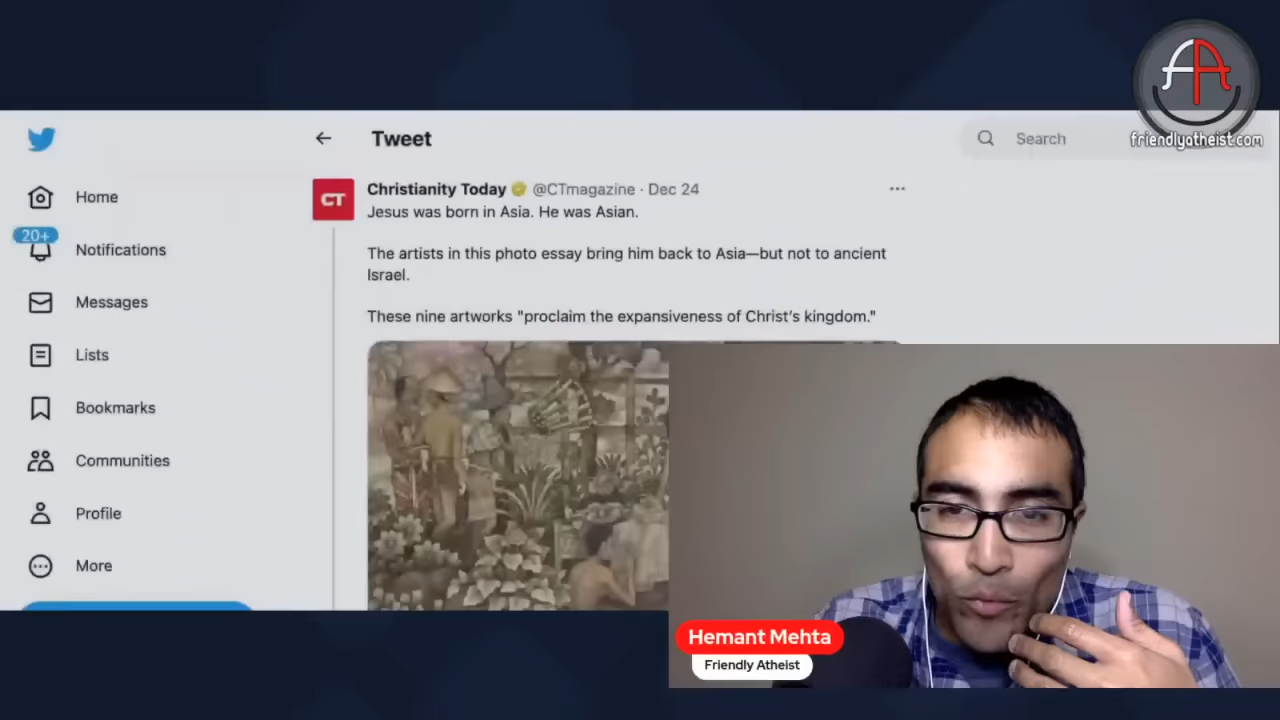 friendlyatheist.com
Tweet
Search
CT
Christianity Today @CTmagazine · Dec 24
Jesus was born in Asia. He was Asian.
The artists in this photo essay bring him back to Asia—but not to ancient
Israel.
These nine artworks "proclaim the expansiveness of Christ's kingdom."
Home
20+
Notifications
Messages
Lists
Bookmarks
Communities
Profile
More
Hemant Mehta
Friendly Atheist